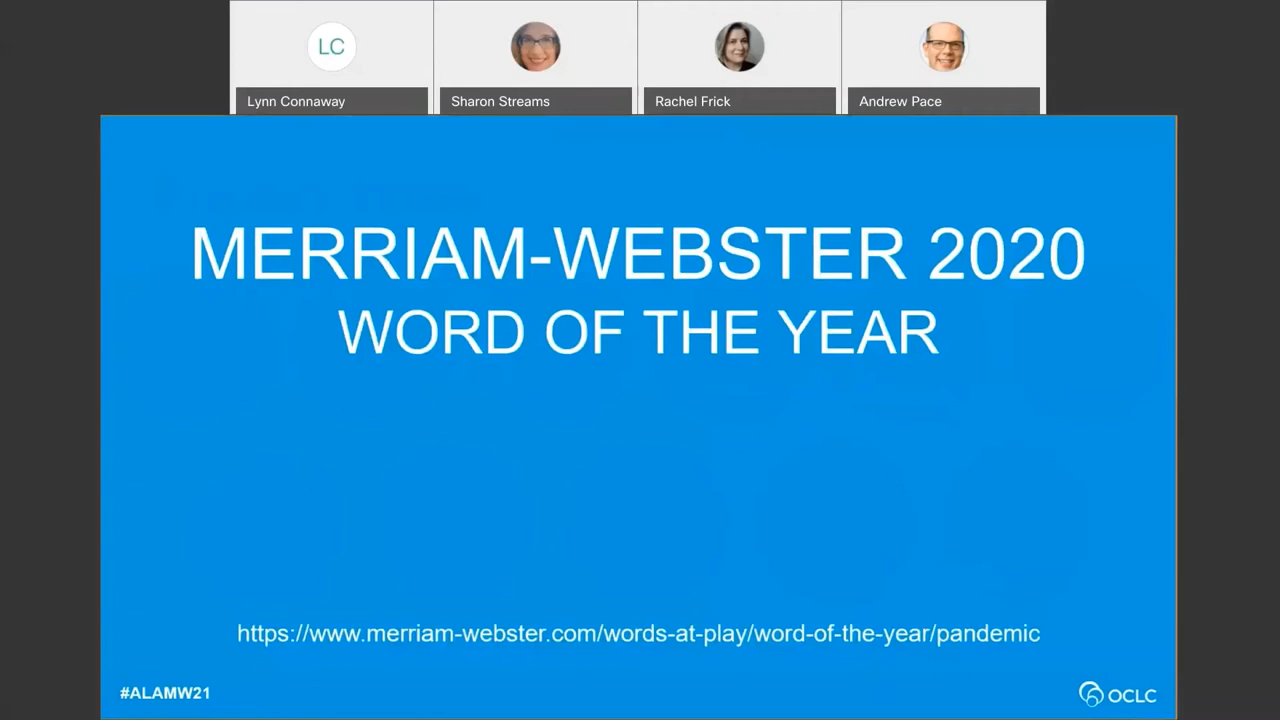 LC
Lynn Connaway
Sharon Streams
Rachel Frick
Andrew Pace
MERRIAM-WEBSTER 2020
WORD OF THE YEAR
https://www.merriam-webster.com/words-at-play/word-of-the-year/pandemic
#ALAMW21
OCLC